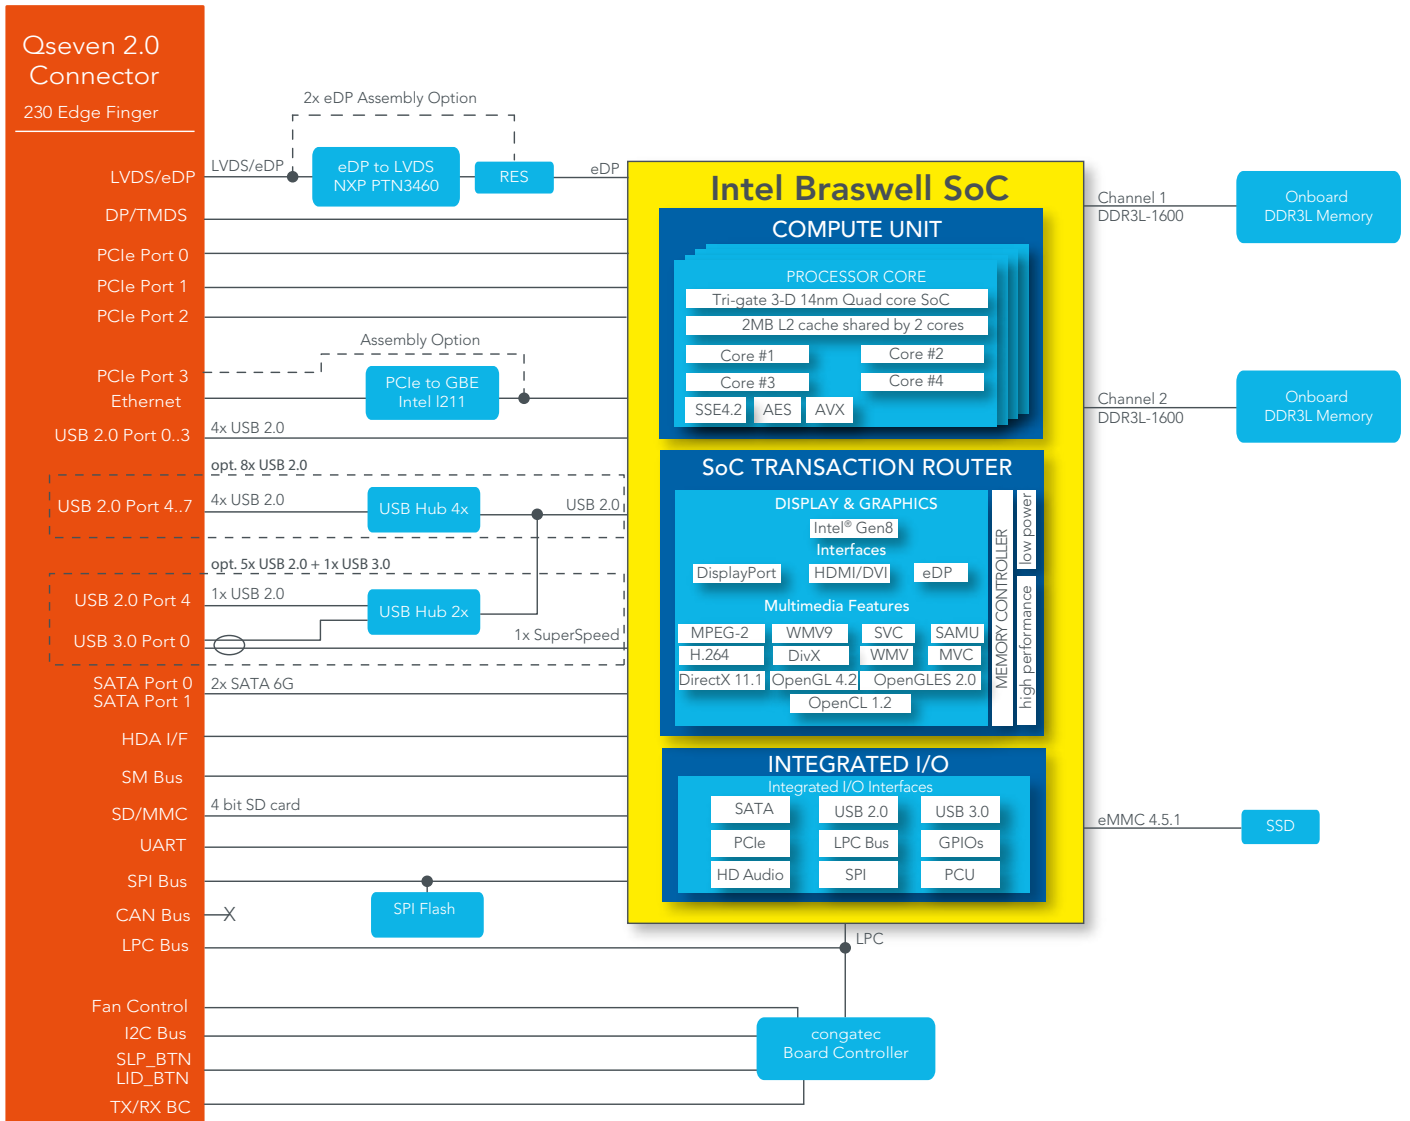 Qseven 2.0
Connector
230 Edge Finger
LVDS/eDP
DP/TMDS
PCIe Port 0
PCIe Port 1
PCIe Port 2
PCIe Port 3
Ethernet
USB 2.0 Port 0..3
USB 2.0 Port 4..7
USB 2.0 Port 4
USB 3.0 Port 0
SATA Port 0
SATA Port 1
HDA I/F
SM Bus
SD/MMC
UART
SPI Bus
CAN Bus
LPC Bus
Fan Control
I2C Bus
SLP_BTN
LID_BTN
TX/RX BC
2x eDP Assembly Option
LVDS/eDP
eDP to LVDS
NXP PTN3460
RES
eDP
Assembly Option
PCIe to GBE
Intel I211
4x USB 2.0
opt. 8x USB 2.0
4x USB 2.0
USB Hub 4x
USB 2.0
opt. 5x USB 2.0 + 1x USB 3.0
1x USB 2.0
USB Hub 2x
1x SuperSpeed
2x SATA 6G
4 bit SD card
SPI Flash
X
LPC
congatec
Board Controller
Intel Braswell SoC
COMPUTE UNIT
PROCESSOR CORE
Tri-gate 3-D 14nm Quad core SoC
2MB L2 cache shared by 2 cores
Core #1
Core #2
Core #3
Core #4
SSE4.2
AES
AVX
SoC TRANSACTION ROUTER
DISPLAY & GRAPHICS
Intel® Gen8
Interfaces
DisplayPort
HDMI/DVI
eDP
Multimedia Features
MPEG-2
WMV9
SVC
SAMU
H.264
DivX
WMV
MVC
DirectX 11.1
OpenGL 4.2
OpenGLES 2.0
OpenCL 1.2
MEMORY CONTROLLER
low power
high performance
INTEGRATED I/O
Integrated I/O Interfaces
SATA
USB 2.0
USB 3.0
PCIe
LPC Bus
GPIOs
HD Audio
SPI
PCU
Channel 1
DDR3L-1600
Onboard
DDR3L Memory
Channel 2
DDR3L-1600
Onboard
DDR3L Memory
eMMC 4.5.1
SSD